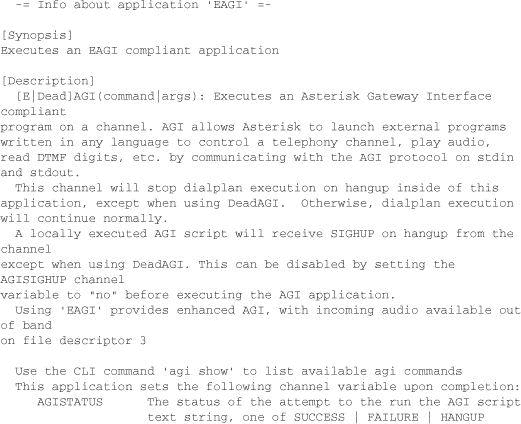 -= Info about application 'EAGI' =-
[Synopsis]
Executes an EAGI compliant application
[Description]
[E|Dead]AGI(command|args): Executes an Asterisk Gateway Interface
compliant
program on a channel. AGI allows Asterisk to launch external programs
written in any language to control a telephony channel, play audio,
read DTMF digits, etc. by communicating with the AGI protocol on stdin
and stdout.
This channel will stop dialplan execution on hangup inside of this
application, except when using DeadAGI.  Otherwise, dialplan execution
will continue normally.
A locally executed AGI script will receive SIGHUP on hangup from the
channel
except when using DeadAGI. This can be disabled by setting the
AGISIGHUP channel
variable to "no" before executing the AGI application.
Using 'EAGI' provides enhanced AGI, with incoming audio available out
of band
on file descriptor 3
Use the CLI command 'agi show' to list available agi commands
This application sets the following channel variable upon completion:
AGISTATUS      The status of the attempt to the run the AGI script
text string, one of SUCCESS | FAILURE | HANGUP